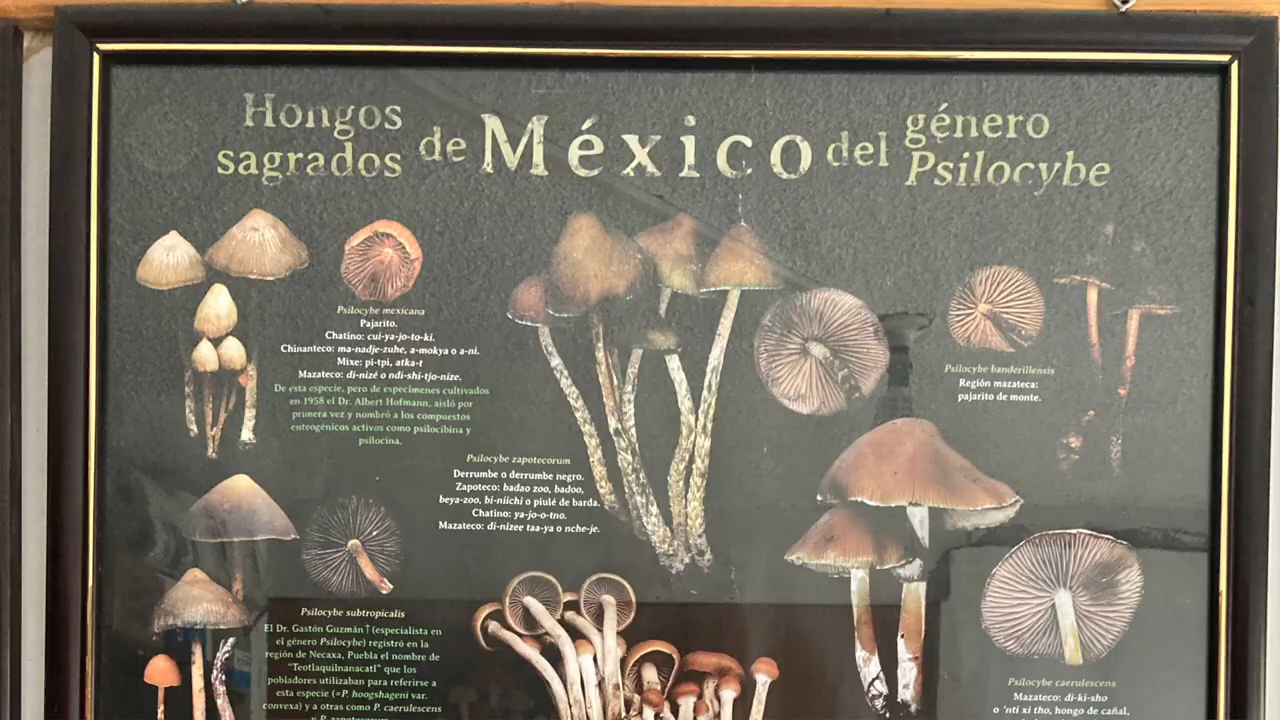 Hongos
sagrados
de
México
del
género
Psilocybe
Psilocybe mexicana
Pajarito.
Chatino: cui-ya-jo-to-ki.
Chinanteco: ma-nadje-zuhe, a-mokya o a-ni.
Mixe: pi-tpi, atka-t
Mazateco: di-nizé o ndi-shi-tjo-nize.
De esta especie, pero de especimenes cultivados
en 1958 el Dr. Albert Hofmann, aisló por
primera vez y nombró a los compuestos
enteogénicos activos como psilocibina y
psilocina.
Psilocybe banderillensis
Región mazateca:
pajarito de monte.
Psilocybe zapotecorum
Derrumbe o derrumbe negro.
Zapoteco: badao zoo, badoo,
beya-zoo, bi-niichi o piulé de barda.
Chatino: ya-jo-o-tno.
Mazateco: di-nizee taa-ya o nche-je.
Psilocybe subtropicalis
El Dr. Gastón Guzmán † (especialista en
el género Psilocybe) registró en la
región de Necaxa, Puebla el nombre de
"Teotlaquilnanacatl" que los
pobladores utilizaban para referirse a
esta especie (=P. hoogshageni var.
convexa) y a otras como P. caerulescens
y P. zapotecorum
Psilocybe caerulescens
Mazateco: di-ki-sho
o 'nti xi tho, hongo de cañal,